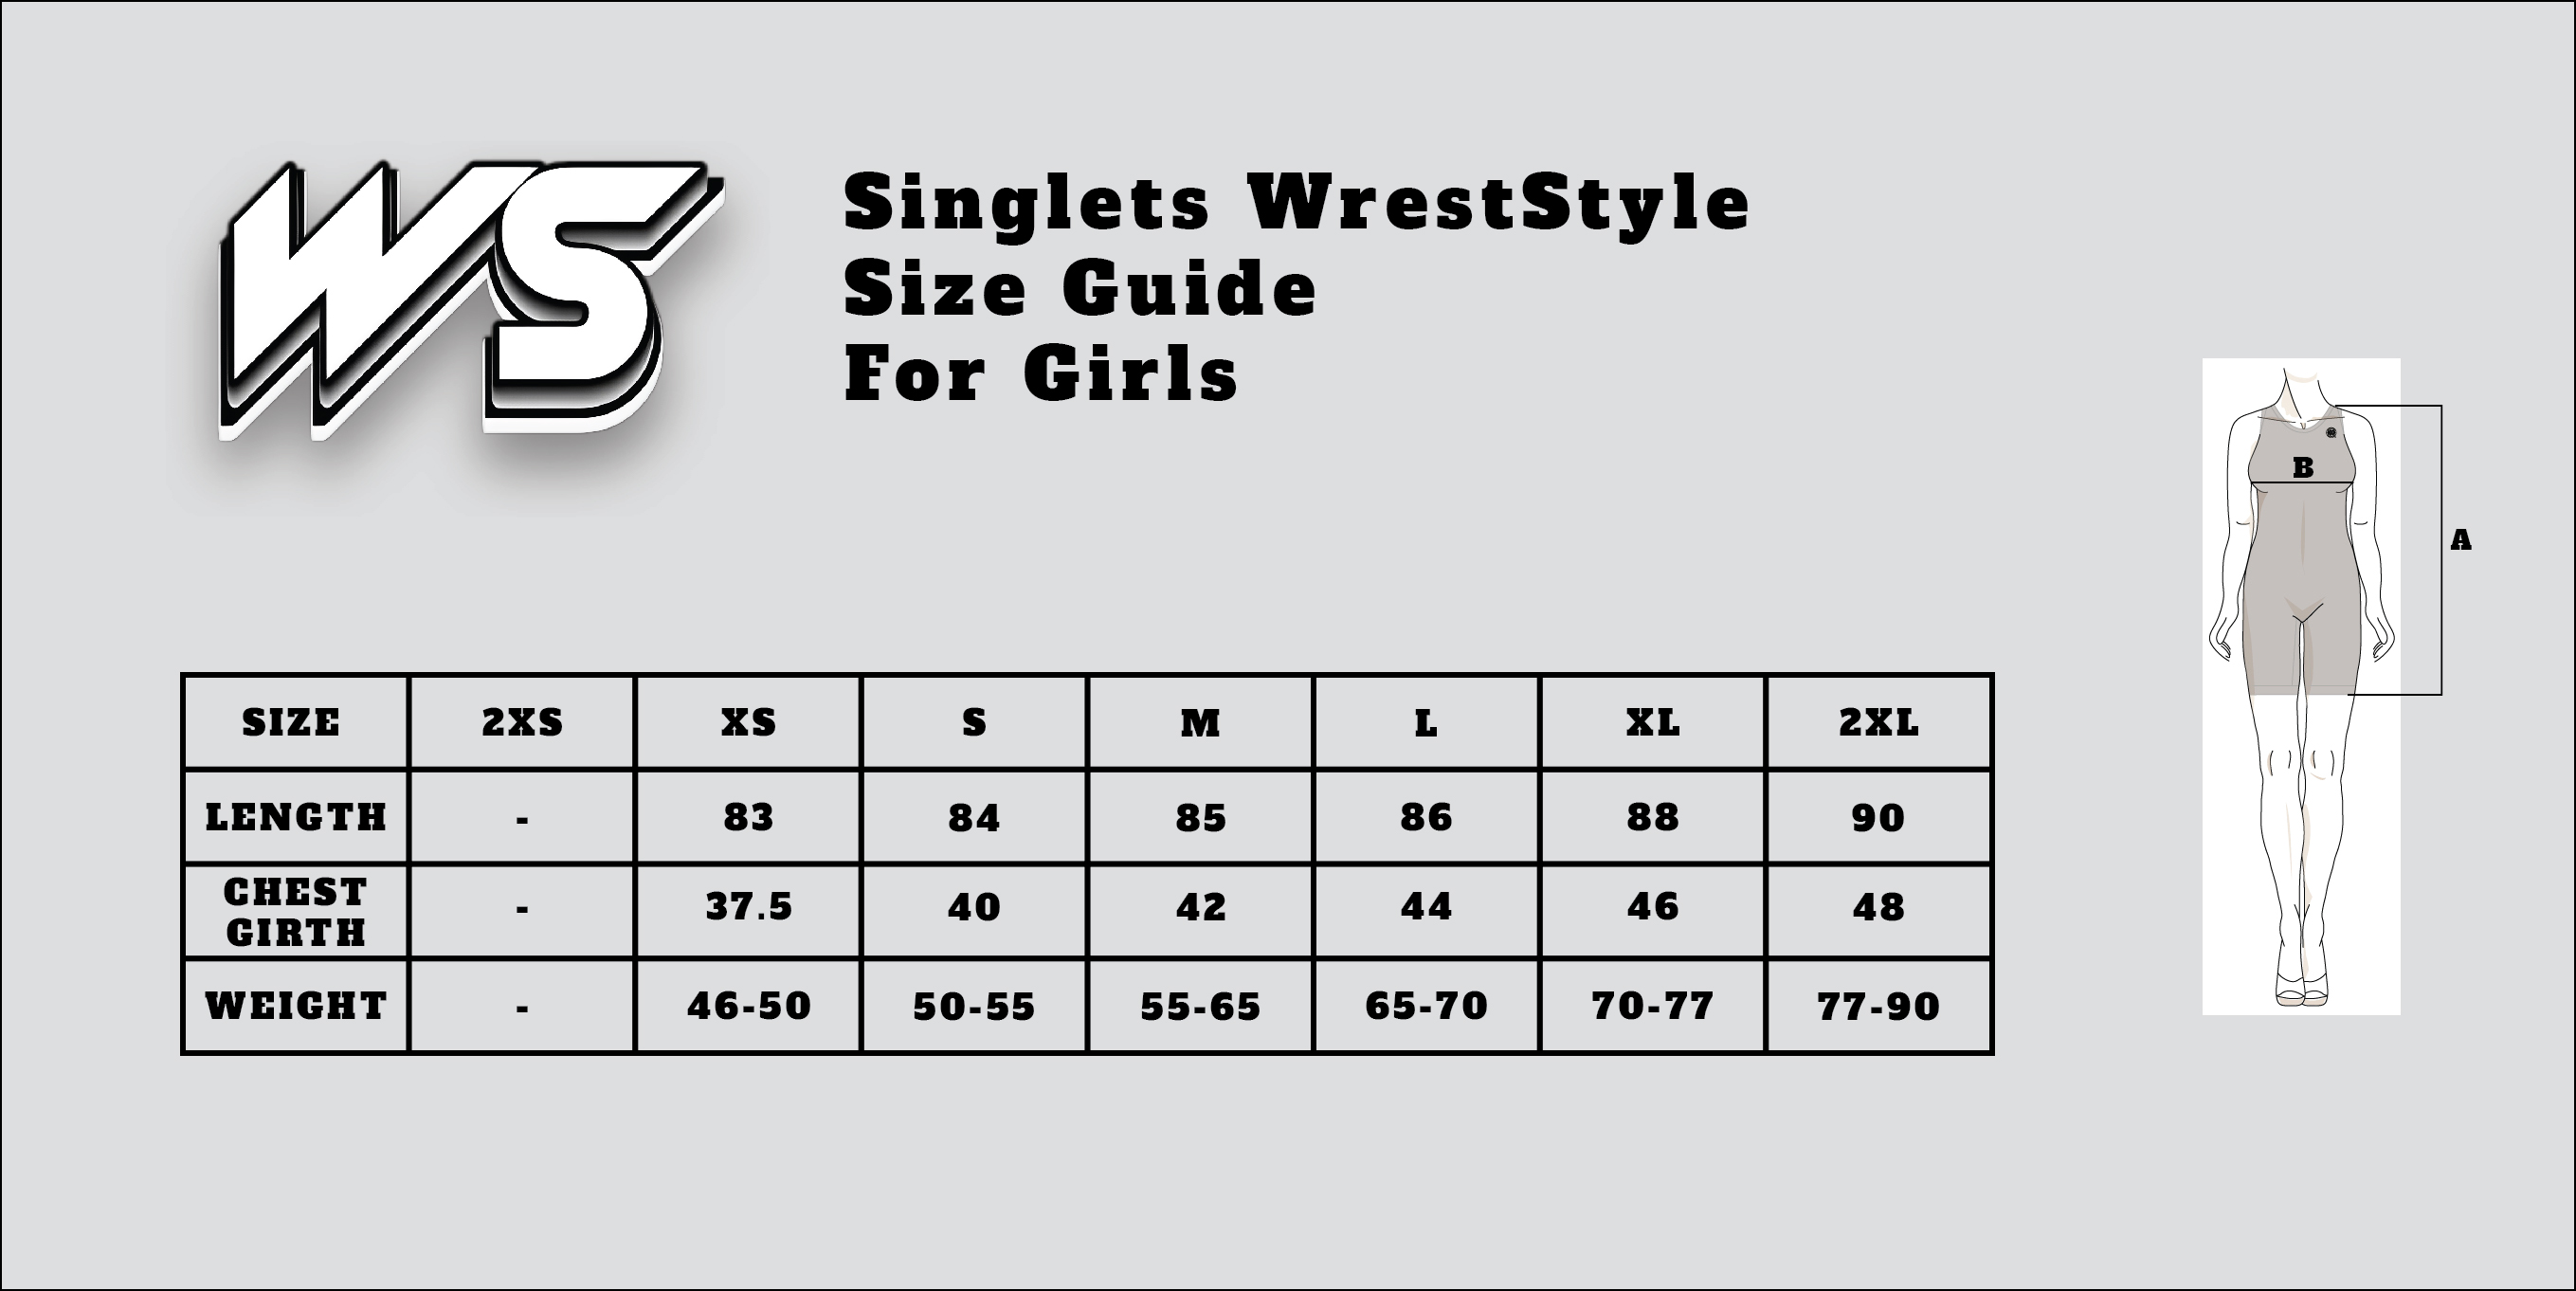 WS
Singlets WrestStyle
Size Guide
For Girls
B
A
SIZE 2XS XS S M L XL 2XL
LENGTH - 83 84 85 86 88 90
CHEST GIRTH - 37.5 40 42 44 46 48
WEIGHT - 46-50 50-55 55-65 65-70 70-77 77-90